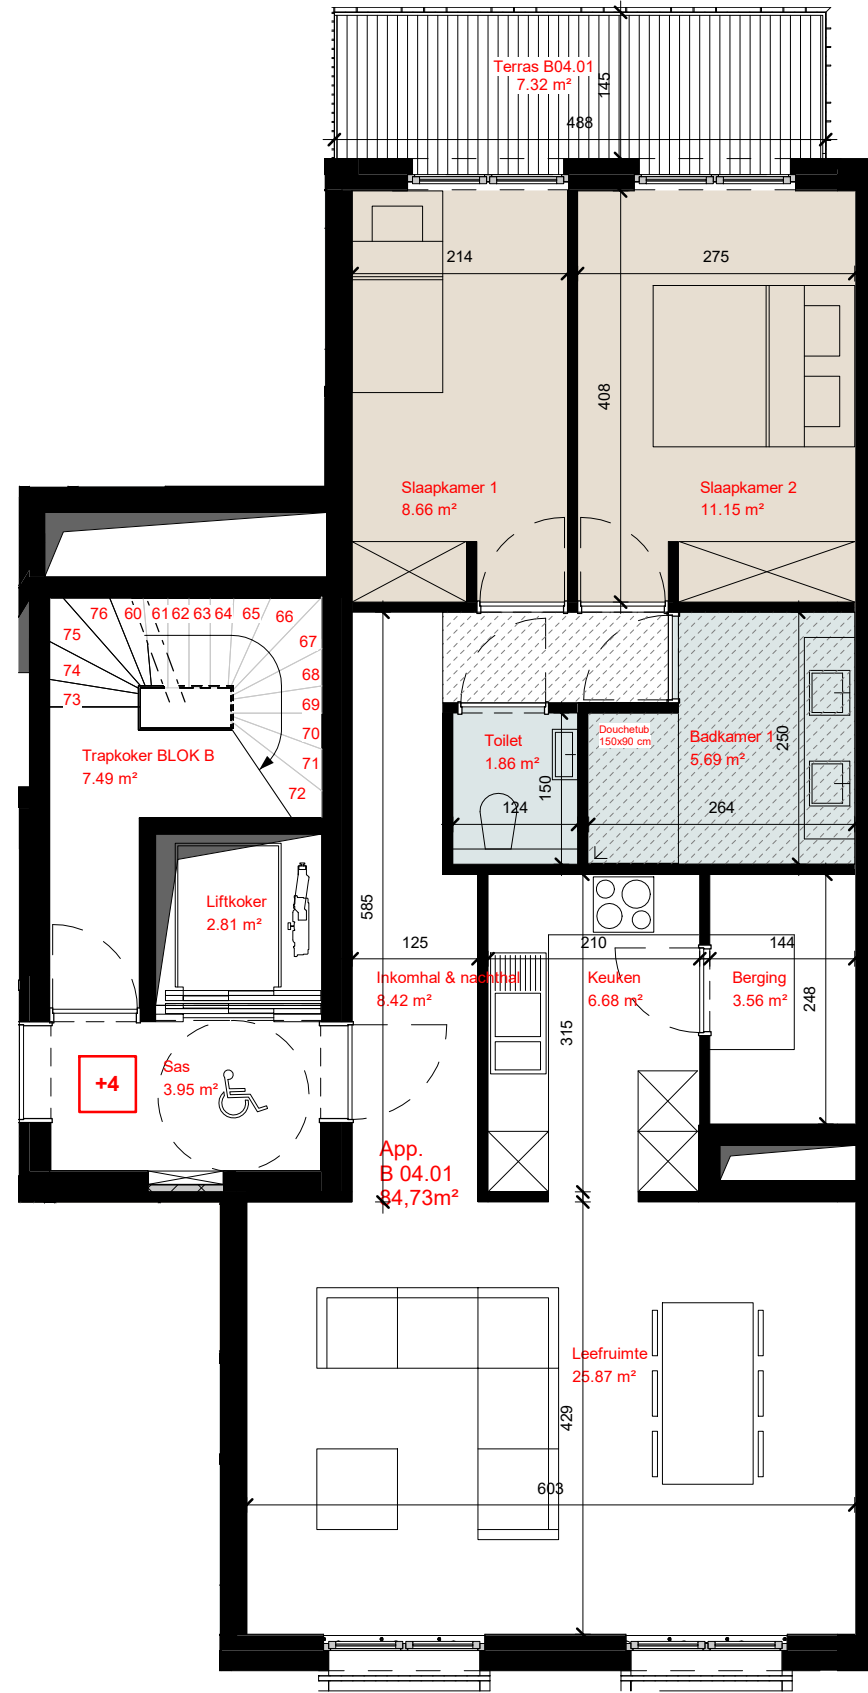 Terras B04.01
7.32 m²
145
488
214
275
408
Slaapkamer 1
8.66 m²
Slaapkamer 2
11.15 m²
76 60 61 62 63 64 65 66
75
67
74
68
73
69
70
71
72
Trapkoker BLOK B
7.49 m²
Toilet
1.86 m²
150
124
Douchetub
150x90 cm
Badkamer 1
5.69 m²
250
264
Liftkoker
2.81 m²
585
125
210
144
Inkomhal & nachthal
8.42 m²
Keuken
6.68 m²
Berging
3.56 m²
248
315
+4
Sas
3.95 m²
App.
B 04.01
84,73m²
Leefruimte
25.87 m²
429
603